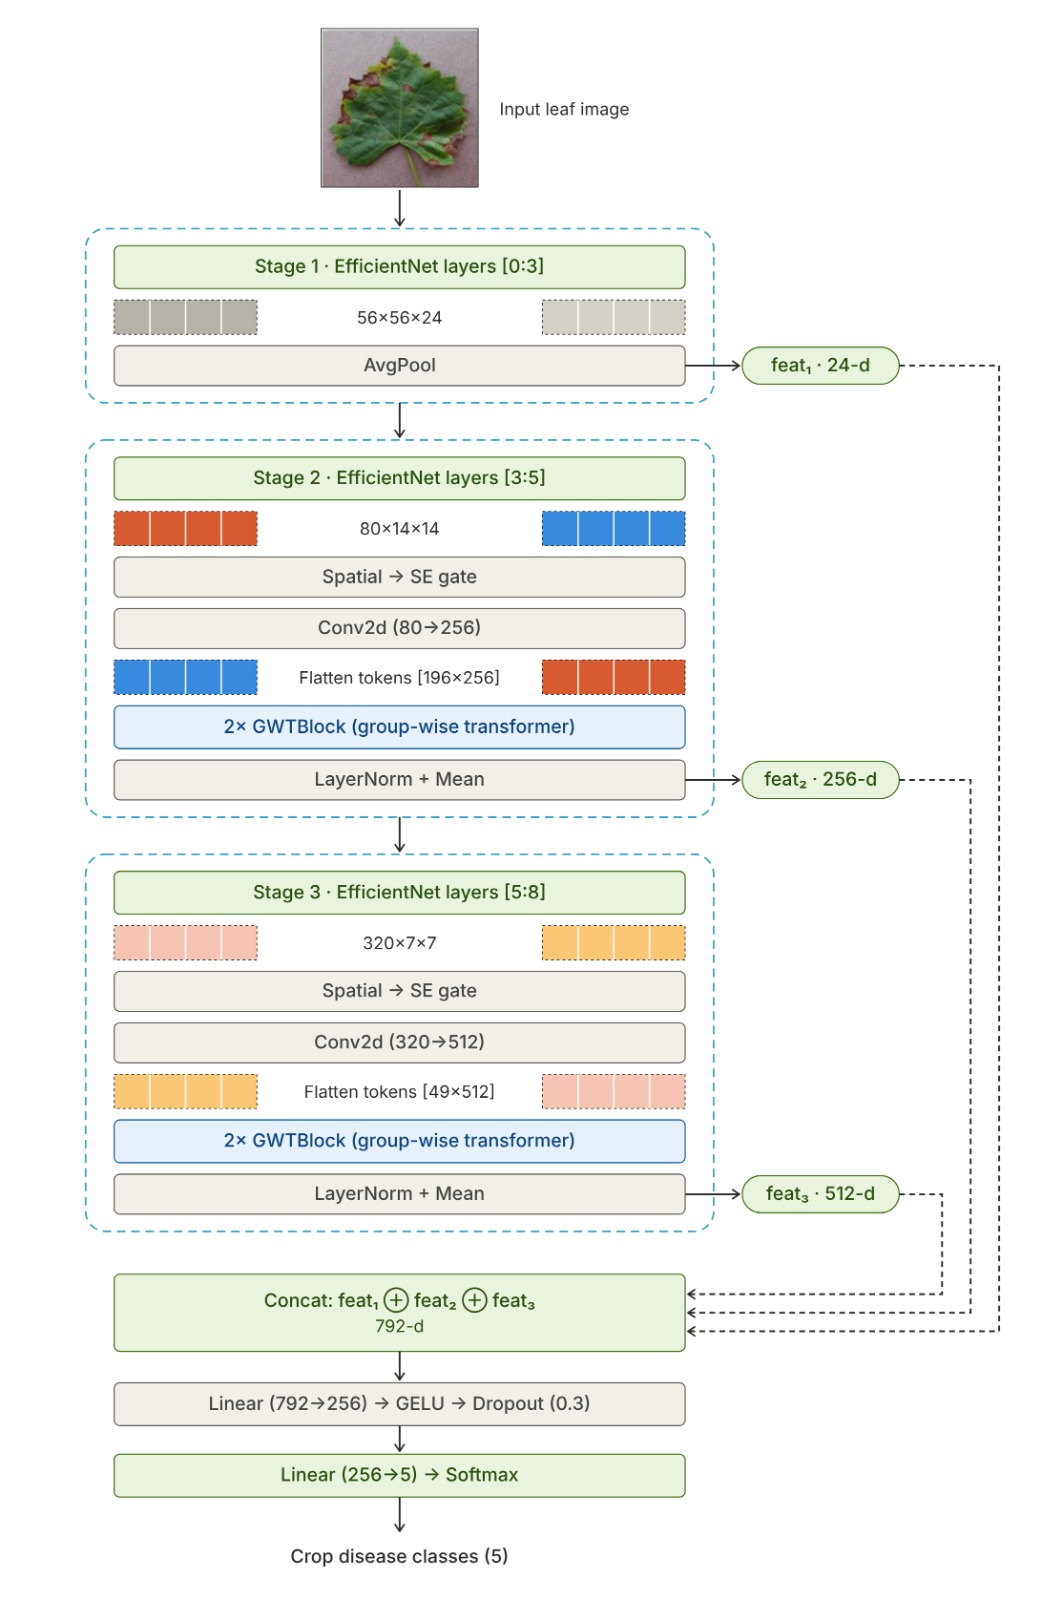 Input leaf image
Stage 1 · EfficientNet layers [0:3]
56×56×24
AvgPool
feat₁ · 24-d
Stage 2 · EfficientNet layers [3:5]
80×14×14
Spatial → SE gate
Conv2d (80→256)
Flatten tokens [196×256]
2× GWTBlock (group-wise transformer)
LayerNorm + Mean
feat₂ · 256-d
Stage 3 · EfficientNet layers [5:8]
320×7×7
Spatial → SE gate
Conv2d (320→512)
Flatten tokens [49×512]
2× GWTBlock (group-wise transformer)
LayerNorm + Mean
feat₃ · 512-d
Concat: feat₁ ⊕ feat₂ ⊕ feat₃
792-d
Linear (792→256) → GELU → Dropout (0.3)
Linear (256→5) → Softmax
Crop disease classes (5)